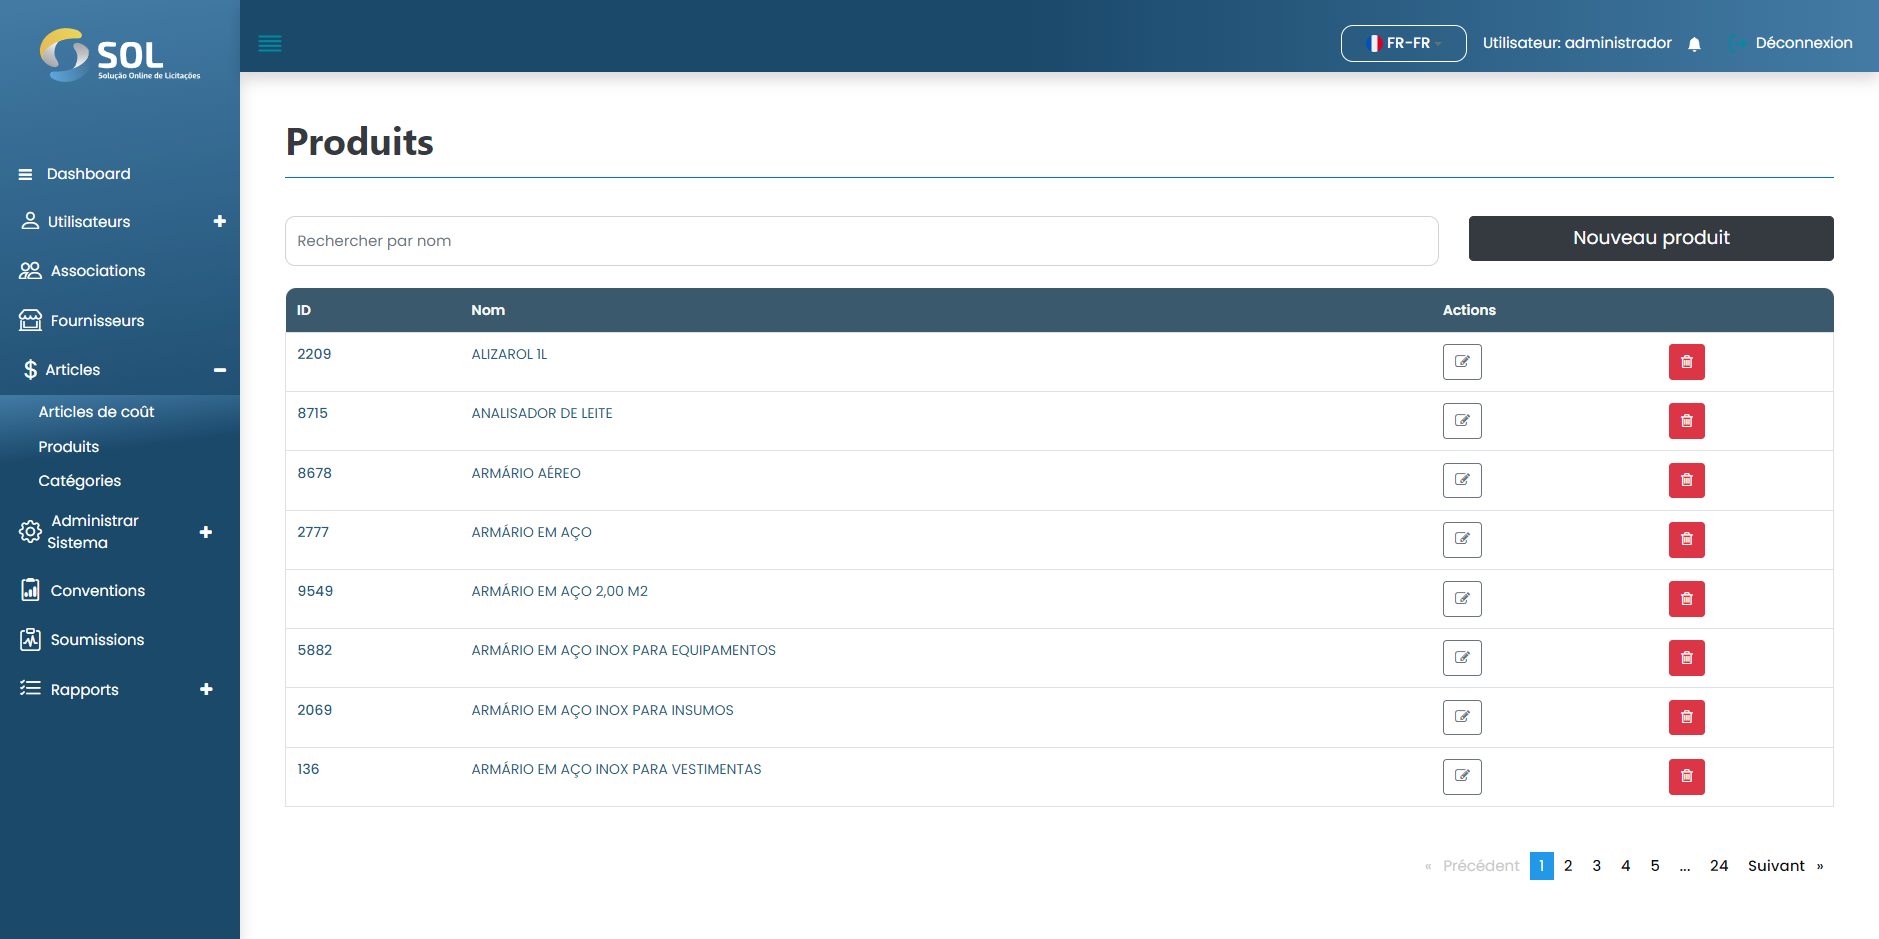 SOL
Solução Online de Licitações
FR-FR
Utilisateur: administrador
Déconnexion
Dashboard
Utilisateurs
Associations
Fournisseurs
Articles
Articles de coût
Produits
Catégories
Administrar
Sistema
Conventions
Soumissions
Rapports
Produits
Rechercher par nom
Nouveau produit
ID Nom Actions
2209 ALIZAROL 1L
8715 ANALISADOR DE LEITE
8678 ARMÁRIO AÉREO
2777 ARMÁRIO EM AÇO
9549 ARMÁRIO EM AÇO 2,00 M2
5882 ARMÁRIO EM AÇO INOX PARA EQUIPAMENTOS
2069 ARMÁRIO EM AÇO INOX PARA INSUMOS
136 ARMÁRIO EM AÇO INOX PARA VESTIMENTAS
« Précédent 1 2 3 4 5 ... 24 Suivant »